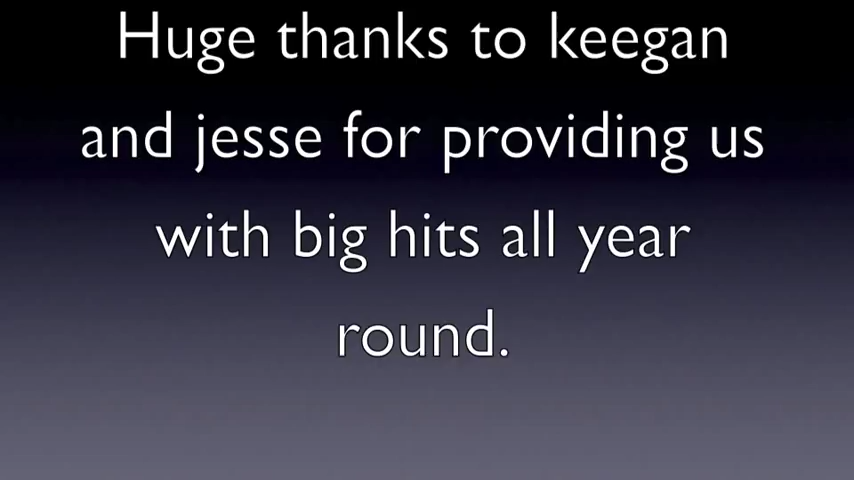 Huge thanks to keegan
and jesse for providing us
with big hits all year
round.